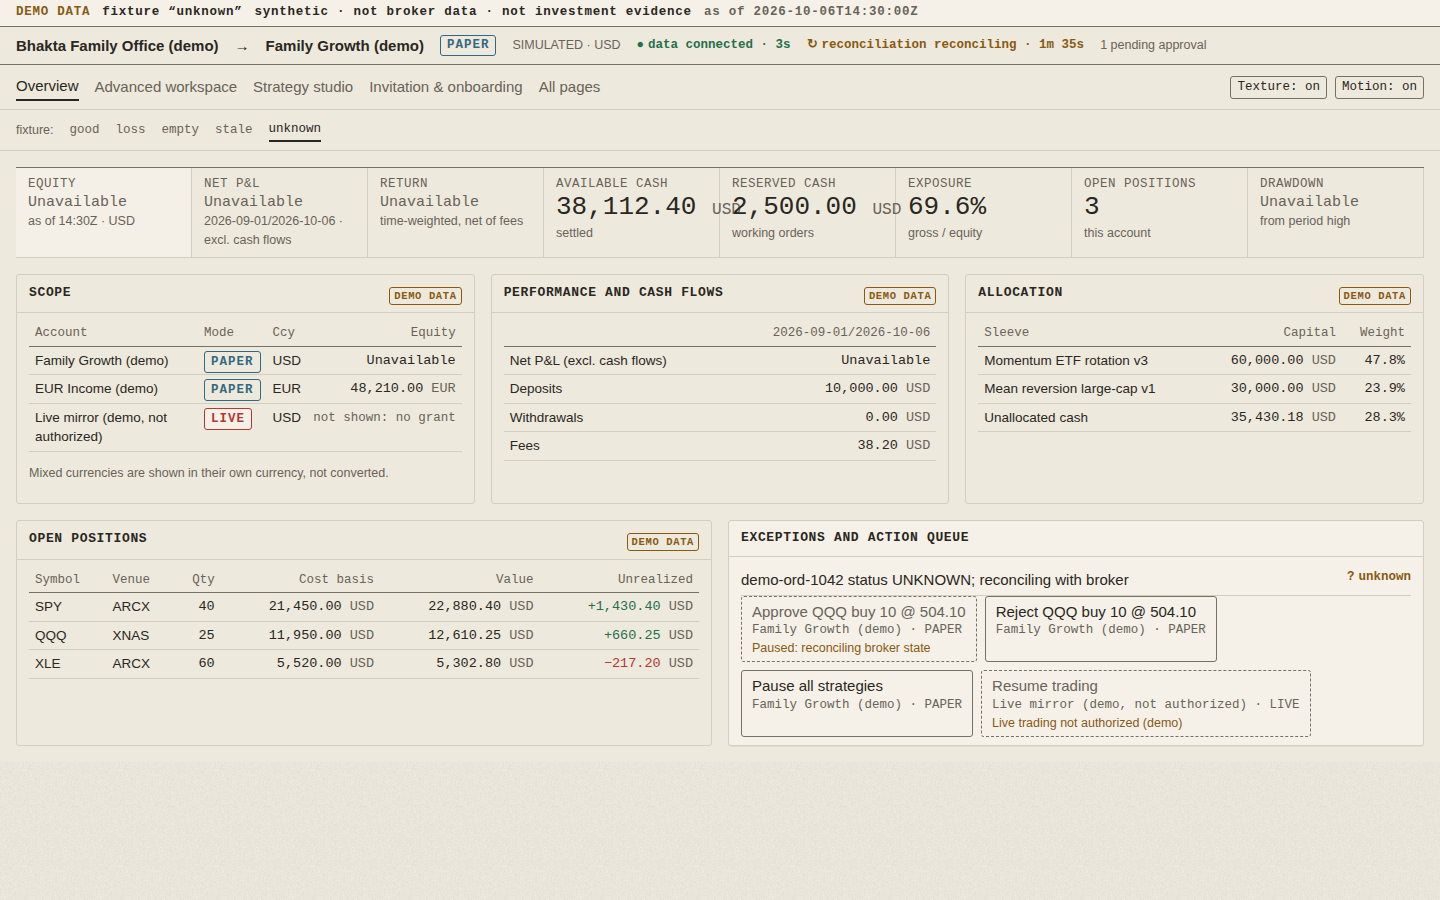 DEMO DATA fixture “unknown” synthetic · not broker data · not investment evidence as of 2026-10-06T14:30:00Z
Bhakta Family Office (demo) → Family Growth (demo) PAPER SIMULATED · USD ● data connected · 3s ↻ reconciliation reconciling · 1m 35s 1 pending approval
Overview Advanced workspace Strategy studio Invitation & onboarding All pages Texture: on Motion: on
fixture: good loss empty stale unknown
EQUITY NET P&L RETURN AVAILABLE CASH RESERVED CASH EXPOSURE OPEN POSITIONS DRAWDOWN
Unavailable Unavailable Unavailable 38,112.40 USD 2,500.00 USD 69.6% 3 Unavailable
as of 14:30Z · USD 2026-09-01/2026-10-06 · time-weighted, net of fees settled working orders gross / equity this account from period high
excl. cash flows
SCOPE DEMO DATA
Account Mode Ccy Equity
Family Growth (demo) PAPER USD Unavailable
EUR Income (demo) PAPER EUR 48,210.00 EUR
Live mirror (demo, not LIVE USD not shown: no grant
authorized)
Mixed currencies are shown in their own currency, not converted.
PERFORMANCE AND CASH FLOWS DEMO DATA
2026-09-01/2026-10-06
Net P&L (excl. cash flows) Unavailable
Deposits 10,000.00 USD
Withdrawals 0.00 USD
Fees 38.20 USD
ALLOCATION DEMO DATA
Sleeve Capital Weight
Momentum ETF rotation v3 60,000.00 USD 47.8%
Mean reversion large-cap v1 30,000.00 USD 23.9%
Unallocated cash 35,430.18 USD 28.3%
OPEN POSITIONS DEMO DATA
Symbol Venue Qty Cost basis Value Unrealized
SPY ARCX 40 21,450.00 USD 22,880.40 USD +1,430.40 USD
QQQ XNAS 25 11,950.00 USD 12,610.25 USD +660.25 USD
XLE ARCX 60 5,520.00 USD 5,302.80 USD −217.20 USD
EXCEPTIONS AND ACTION QUEUE
demo-ord-1042 status UNKNOWN; reconciling with broker ? unknown
Approve QQQ buy 10 @ 504.10
Family Growth (demo) · PAPER
Paused: reconciling broker state
Reject QQQ buy 10 @ 504.10
Family Growth (demo) · PAPER
Pause all strategies
Family Growth (demo) · PAPER
Resume trading
Live mirror (demo, not authorized) · LIVE
Live trading not authorized (demo)